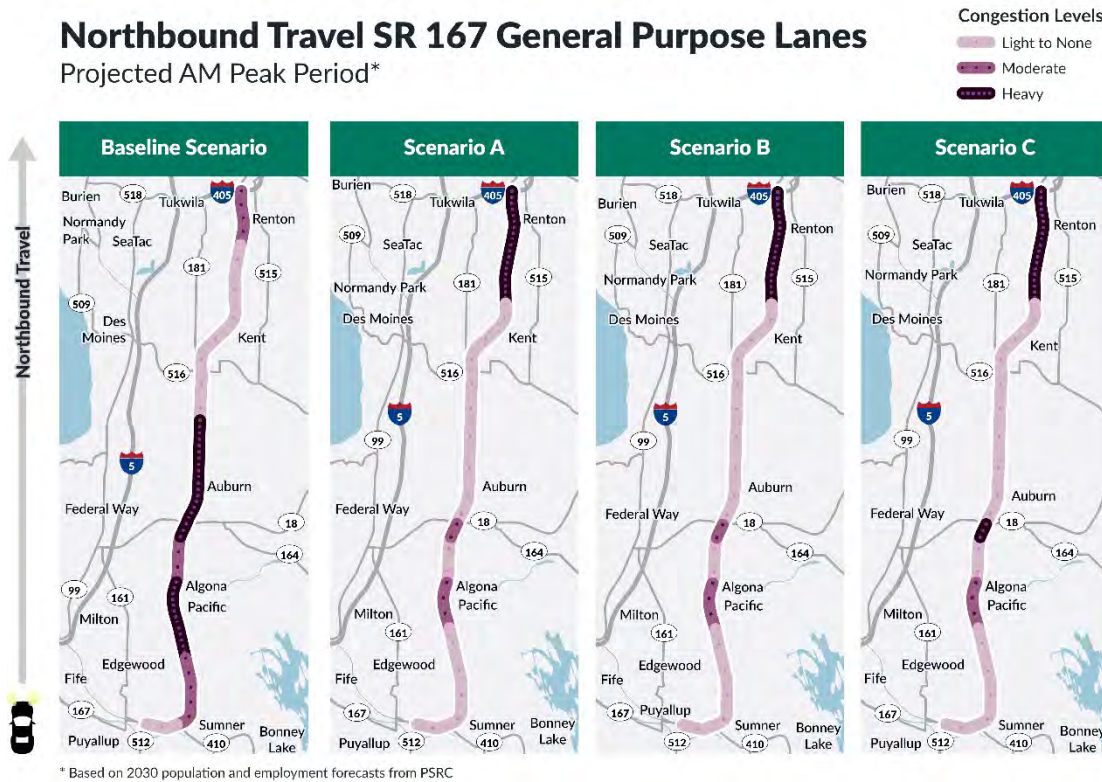 Northbound Travel SR 167 General Purpose Lanes
Projected AM Peak Period*
Congestion Levels
Light to None
Moderate
Heavy
Northbound Travel
Baseline Scenario
Burien
518
Tukwila
405
Normandy
Park
SeaTac
Renton
181
515
509
Des
Moines
Kent
516
5
Auburn
Federal Way
18
164
99
161
Algona
Pacific
Milton
Edgewood
Fife
167
Sumner
Puyallup
512
410
Bonney
Lake
Scenario A
Burien
518
Tukwila
405
Renton
509
SeaTac
181
515
Normandy Park
Des Moines
Kent
516
5
99
Auburn
Federal Way
18
164
Algona
Pacific
Milton
161
Edgewood
Fife
167
Sumner
Puyallup
512
410
Bonney
Lake
Scenario B
Burien
518
Tukwila
405
Renton
509
SeaTac
Normandy Park
181
515
Des Moines
Kent
516
5
99
Auburn
Federal Way
18
164
Algona
Pacific
Milton
161
Edgewood
Fife
167
Puyallup
Sumner
512
410
Bonney
Lake
Scenario C
Burien
518
Tukwila
405
Renton
509
SeaTac
Normandy Park
181
515
Des Moines
Kent
516
5
99
Auburn
Federal Way
18
164
Algona
Pacific
Milton
161
Edgewood
Fife
167
Sumner
Puyallup
512
410
Bonney
Lake
* Based on 2030 population and employment forecasts from PSRC